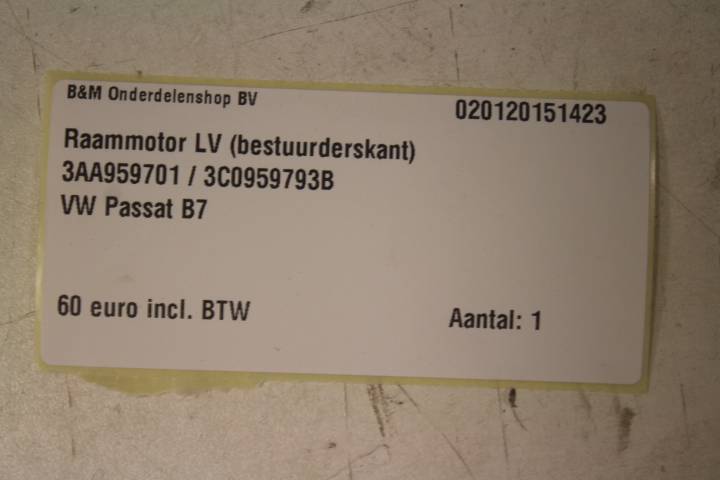 B&M Onderdelenshop BV
020120151423
Raammotor LV (bestuurderskant)
3AA959701 / 3C0959793B
VW Passat B7
60 euro incl. BTW
Aantal: 1